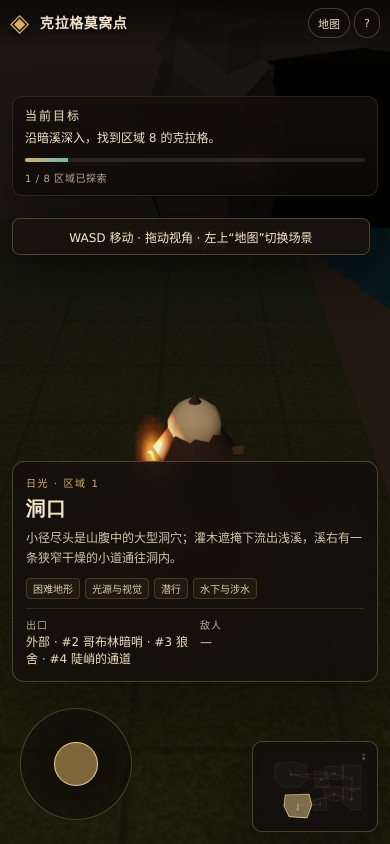 克拉格莫窝点
地图
?
当前目标
沿暗溪深入，找到区域 8 的克拉格。
1 / 8 区域已探索
WASD 移动 · 拖动视角 · 左上“地图”切换场景
日光 · 区域 1
洞口
小径尽头是山腹中的大型洞穴；灌木遮掩下流出浅溪，溪右有一
条狭窄干燥的小道通往洞内。
困难地形
光源与视觉
潜行
水下与涉水
出口
外部 · #2 哥布林暗哨 · #3 狼
舍 · #4 陡峭的通道
敌人
—